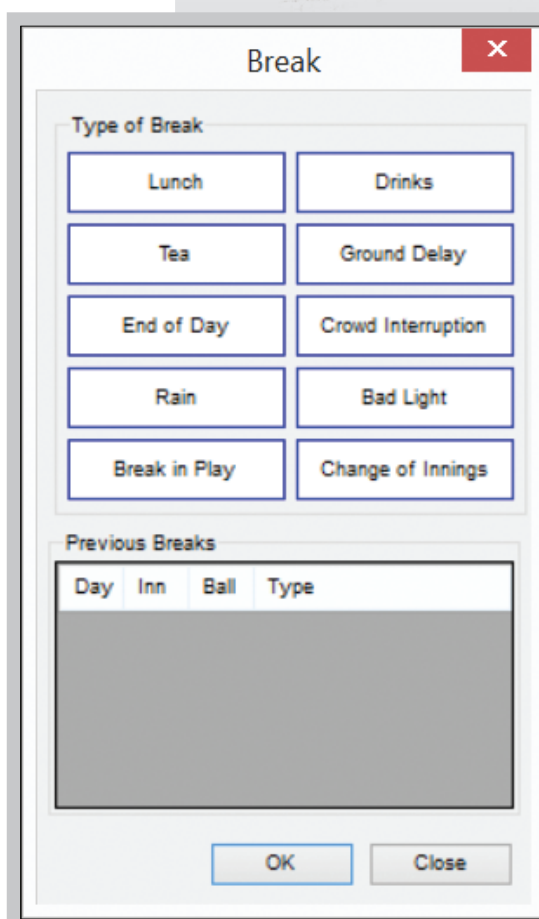 Break
Type of Break
Lunch Drinks
Tea Ground Delay
End of Day Crowd Interruption
Rain Bad Light
Break in Play Change of Innings
Previous Breaks
Day Inn Ball Type
OK Close